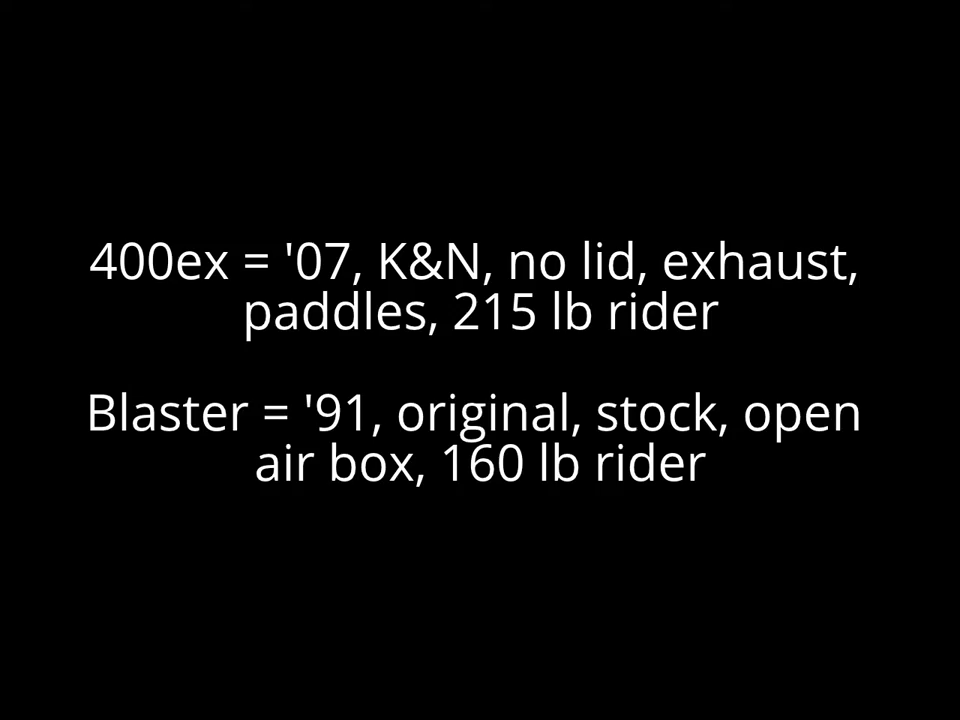 400ex = '07, K&N, no lid, exhaust,
paddles, 215 lb rider
Blaster = '91, original, stock, open
air box, 160 lb rider